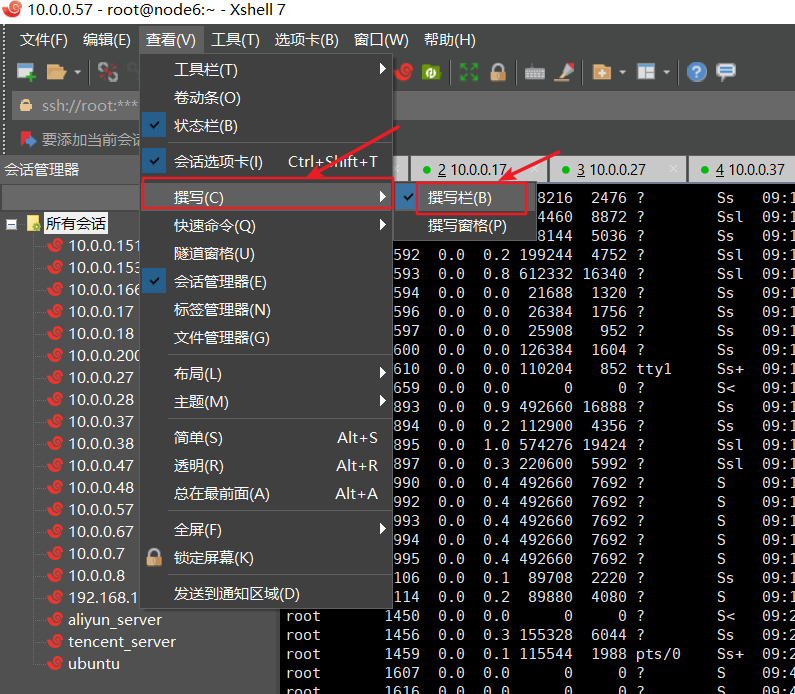 10.0.0.57 - root@node6:~ - Xshell 7
文件(F) 编辑(E) 查看(V) 工具(T) 选项卡(B) 窗口(W) 帮助(H)
ssh://root:***
要添加当前会话
会话管理器
2 10.0.0.17
3 10.0.0.27
4 10.0.0.37
工具栏(T)
卷动条(O)
状态栏(B)
会话选项卡(I) Ctrl+Shift+T
撰写(C)
快速命令(Q)
隧道窗格(U)
会话管理器(E)
标签管理器(N)
文件管理器(G)
布局(L)
主题(M)
简单(S) Alt+S
透明(R) Alt+R
总在最前面(A) Alt+A
全屏(F)
锁定屏幕(K)
发送到通知区域(D)
撰写栏(B)
撰写窗格(P)
所有会话
10.0.0.151
10.0.0.153
10.0.0.166
10.0.0.17
10.0.0.18
10.0.0.200
10.0.0.27
10.0.0.28
10.0.0.37
10.0.0.38
10.0.0.47
10.0.0.48
10.0.0.57
10.0.0.67
10.0.0.7
10.0.0.8
192.168.1
aliyun_server
tencent_server
ubuntu
8216 2476 ? Ss 09:1
4460 8872 ? Ssl 09:1
8144 5036 ? Ss 09:1
592 0.0 0.2 199244 4752 ? Ssl 09:1
593 0.0 0.8 612332 16340 ? Ssl 09:1
594 0.0 0.0 21688 1320 ? Ss 09:1
596 0.0 0.0 26384 1756 ? Ss 09:1
597 0.0 0.0 25908 952 ? Ss 09:1
600 0.0 0.0 126384 1604 ? Ss 09:1
610 0.0 0.0 110204 852 tty1 Ss+ 09:1
659 0.0 0.0 0 0 ? S< 09:1
893 0.0 0.9 492660 16888 ? Ss 09:1
894 0.0 0.2 112900 4356 ? Ss 09:1
895 0.0 1.0 574276 19424 ? Ssl 09:1
897 0.0 0.3 220600 5992 ? Ssl 09:1
990 0.0 0.4 492660 7692 ? S 09:1
992 0.0 0.4 492660 7692 ? S 09:1
993 0.0 0.4 492660 7692 ? S 09:1
994 0.0 0.4 492660 7692 ? S 09:1
995 0.0 0.4 492660 7692 ? S 09:1
106 0.0 0.1 89708 2220 ? Ss 09:1
114 0.0 0.2 89880 4080 ? S 09:1
root 1450 0.0 0.0 0 0 ? S< 09:2
root 1456 0.0 0.3 155328 6044 ? Ss 09:2
root 1459 0.0 0.1 115544 1988 pts/0 Ss+ 09:2
root 1607 0.0 0.0 0 0 ? S 09:4
root 1616 0.0 0.0 0 0 ? S 09:4